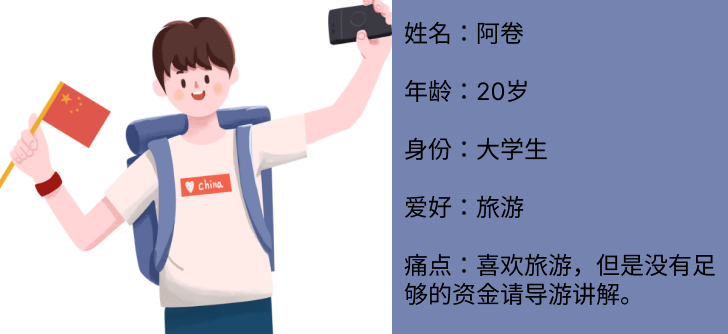 china
姓名：阿卷
年龄：20岁
身份：大学生
爱好：旅游
痛点：喜欢旅游，但是没有足
够的资金请导游讲解。